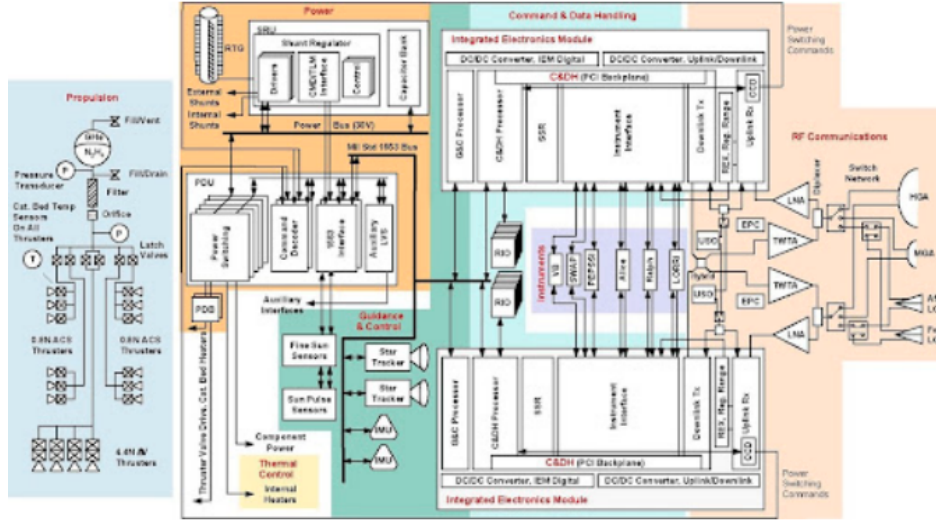 Propulsion
Fill/Vent
GHe
N₂H₄
Pressure
Transducer
Fill/Drain
Filter
Cat. Bed Temp
Sensors
On All
Thrusters
Orifice
P
P
T
Latch
Valves
0.8N ACS
Thrusters
0.8N ACS
Thrusters
4.4N ΔV
Thrusters
Power
RTG
SRU
Shunt Regulator
Drivers
CMD/TLM
Interface
Control
Capacitor Bank
External
Shunts
Internal
Shunts
Power Bus (30V)
Mil Std 1553 Bus
PDU
Power
Switching
Command
Decoder
1553
Interface
Auxiliary
LVS
PDB
Auxiliary
Interfaces
Thruster Valve Drive, Cat. Bed Heaters
Component
Power
Thermal
Control
Internal
Heaters
Guidance
& Control
Fine Sun
Sensors
Sun Pulse
Sensors
Star
Tracker
Star
Tracker
IMU
IMU
Command & Data Handling
Integrated Electronics Module
DC/DC Converter, IEM Digital
DC/DC Converter, Uplink/Downlink
C&DH (PCI Backplane)
G&C Processor
C&DH Processor
SSR
Instrument
Interface
Downlink Tx
REX, Reg. Range
Uplink Rx
CCD
RIO
RIO
Instruments
SWAP
PEPSSI
Alice
Ralph
LORRI
G&C Processor
C&DH Processor
SSR
Instrument
Interface
Downlink Tx
REX, Reg. Range
Uplink Rx
CCD
C&DH (PCI Backplane)
DC/DC Converter, IEM Digital
DC/DC Converter, Uplink/Downlink
Integrated Electronics Module
Power
Switching
Commands
RF Communications
Diplexer
Switch
Network
LNA
HGA
USO
EPC
TWTA
MGA
Hybrid
USO
EPC
TWTA
LNA
Power
Switching
Commands